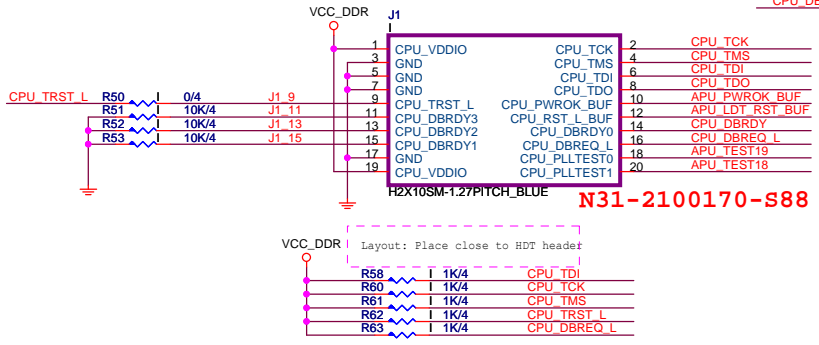 CPU_DB
VCC_DDR J1
1 CPU_VDDIO CPU_TCK 2 CPU_TCK
3 GND CPU_TMS 4 CPU_TMS
5 GND CPU_TDI 6 CPU_TDI
7 GND CPU_TDO 8 CPU_TDO
CPU_TRST_L R50 0/4 J1_9 9 CPU_TRST_L CPU_PWROK_BUF 10 APU_PWROK_BUF
R51 10K/4 J1_11 11 CPU_DBRDY3 CPU_RST_L_BUF 12 APU_LDT_RST_BUF
R52 10K/4 J1_13 13 CPU_DBRDY2 CPU_DBRDY0 14 CPU_DBRDY
R53 10K/4 J1_15 15 CPU_DBRDY1 CPU_DBREQ_L 16 CPU_DBREQ_L
17 GND CPU_PLLTEST0 18 APU_TEST19
19 CPU_VDDIO CPU_PLLTEST1 20 APU_TEST18
H2X10SM-1.27PITCH_BLUE
N31-2100170-S88
VCC_DDR
Layout: Place close to HDT header
R58 1K/4 CPU_TDI
R60 1K/4 CPU_TCK
R61 1K/4 CPU_TMS
R62 1K/4 CPU_TRST_L
R63 1K/4 CPU_DBREQ_L